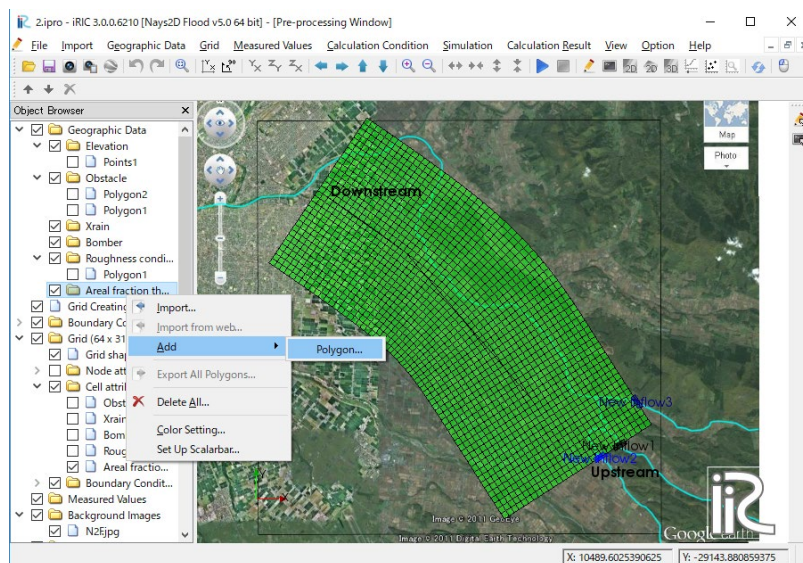 2.ipro - iRIC 3.0.0.6210 [Nays2D Flood v5.0 64 bit] - [Pre-processing Window]
File Import Geographic Data Grid Measured Values Calculation Condition Simulation Calculation Result View Option Help
Object Browser
Geographic Data
Elevation
Points1
Obstacle
Polygon2
Polygon1
Xrain
Bomber
Roughness condi...
Polygon1
Areal fraction th...
Grid Creating
Boundary Co
Grid (64 x 31
Grid shap
Node att
Cell attri
Obst
Xrain
Bom
Roug
Areal fractio...
Boundary Condit...
Measured Values
Background Images
N2F.jpg
Import...
Import from web...
Add
Export All Polygons...
Delete All...
Color Setting...
Set Up Scalarbar...
Polygon...
Map
Photo
Downstream
New Inflow3
New Inflow1
New Inflow2
Upstream
Image © 2011 GeoEye
Image © 2011 Digital Earth Technology
Google earth
iRiC
X: 10489.6025390625 Y: -29143.880859375